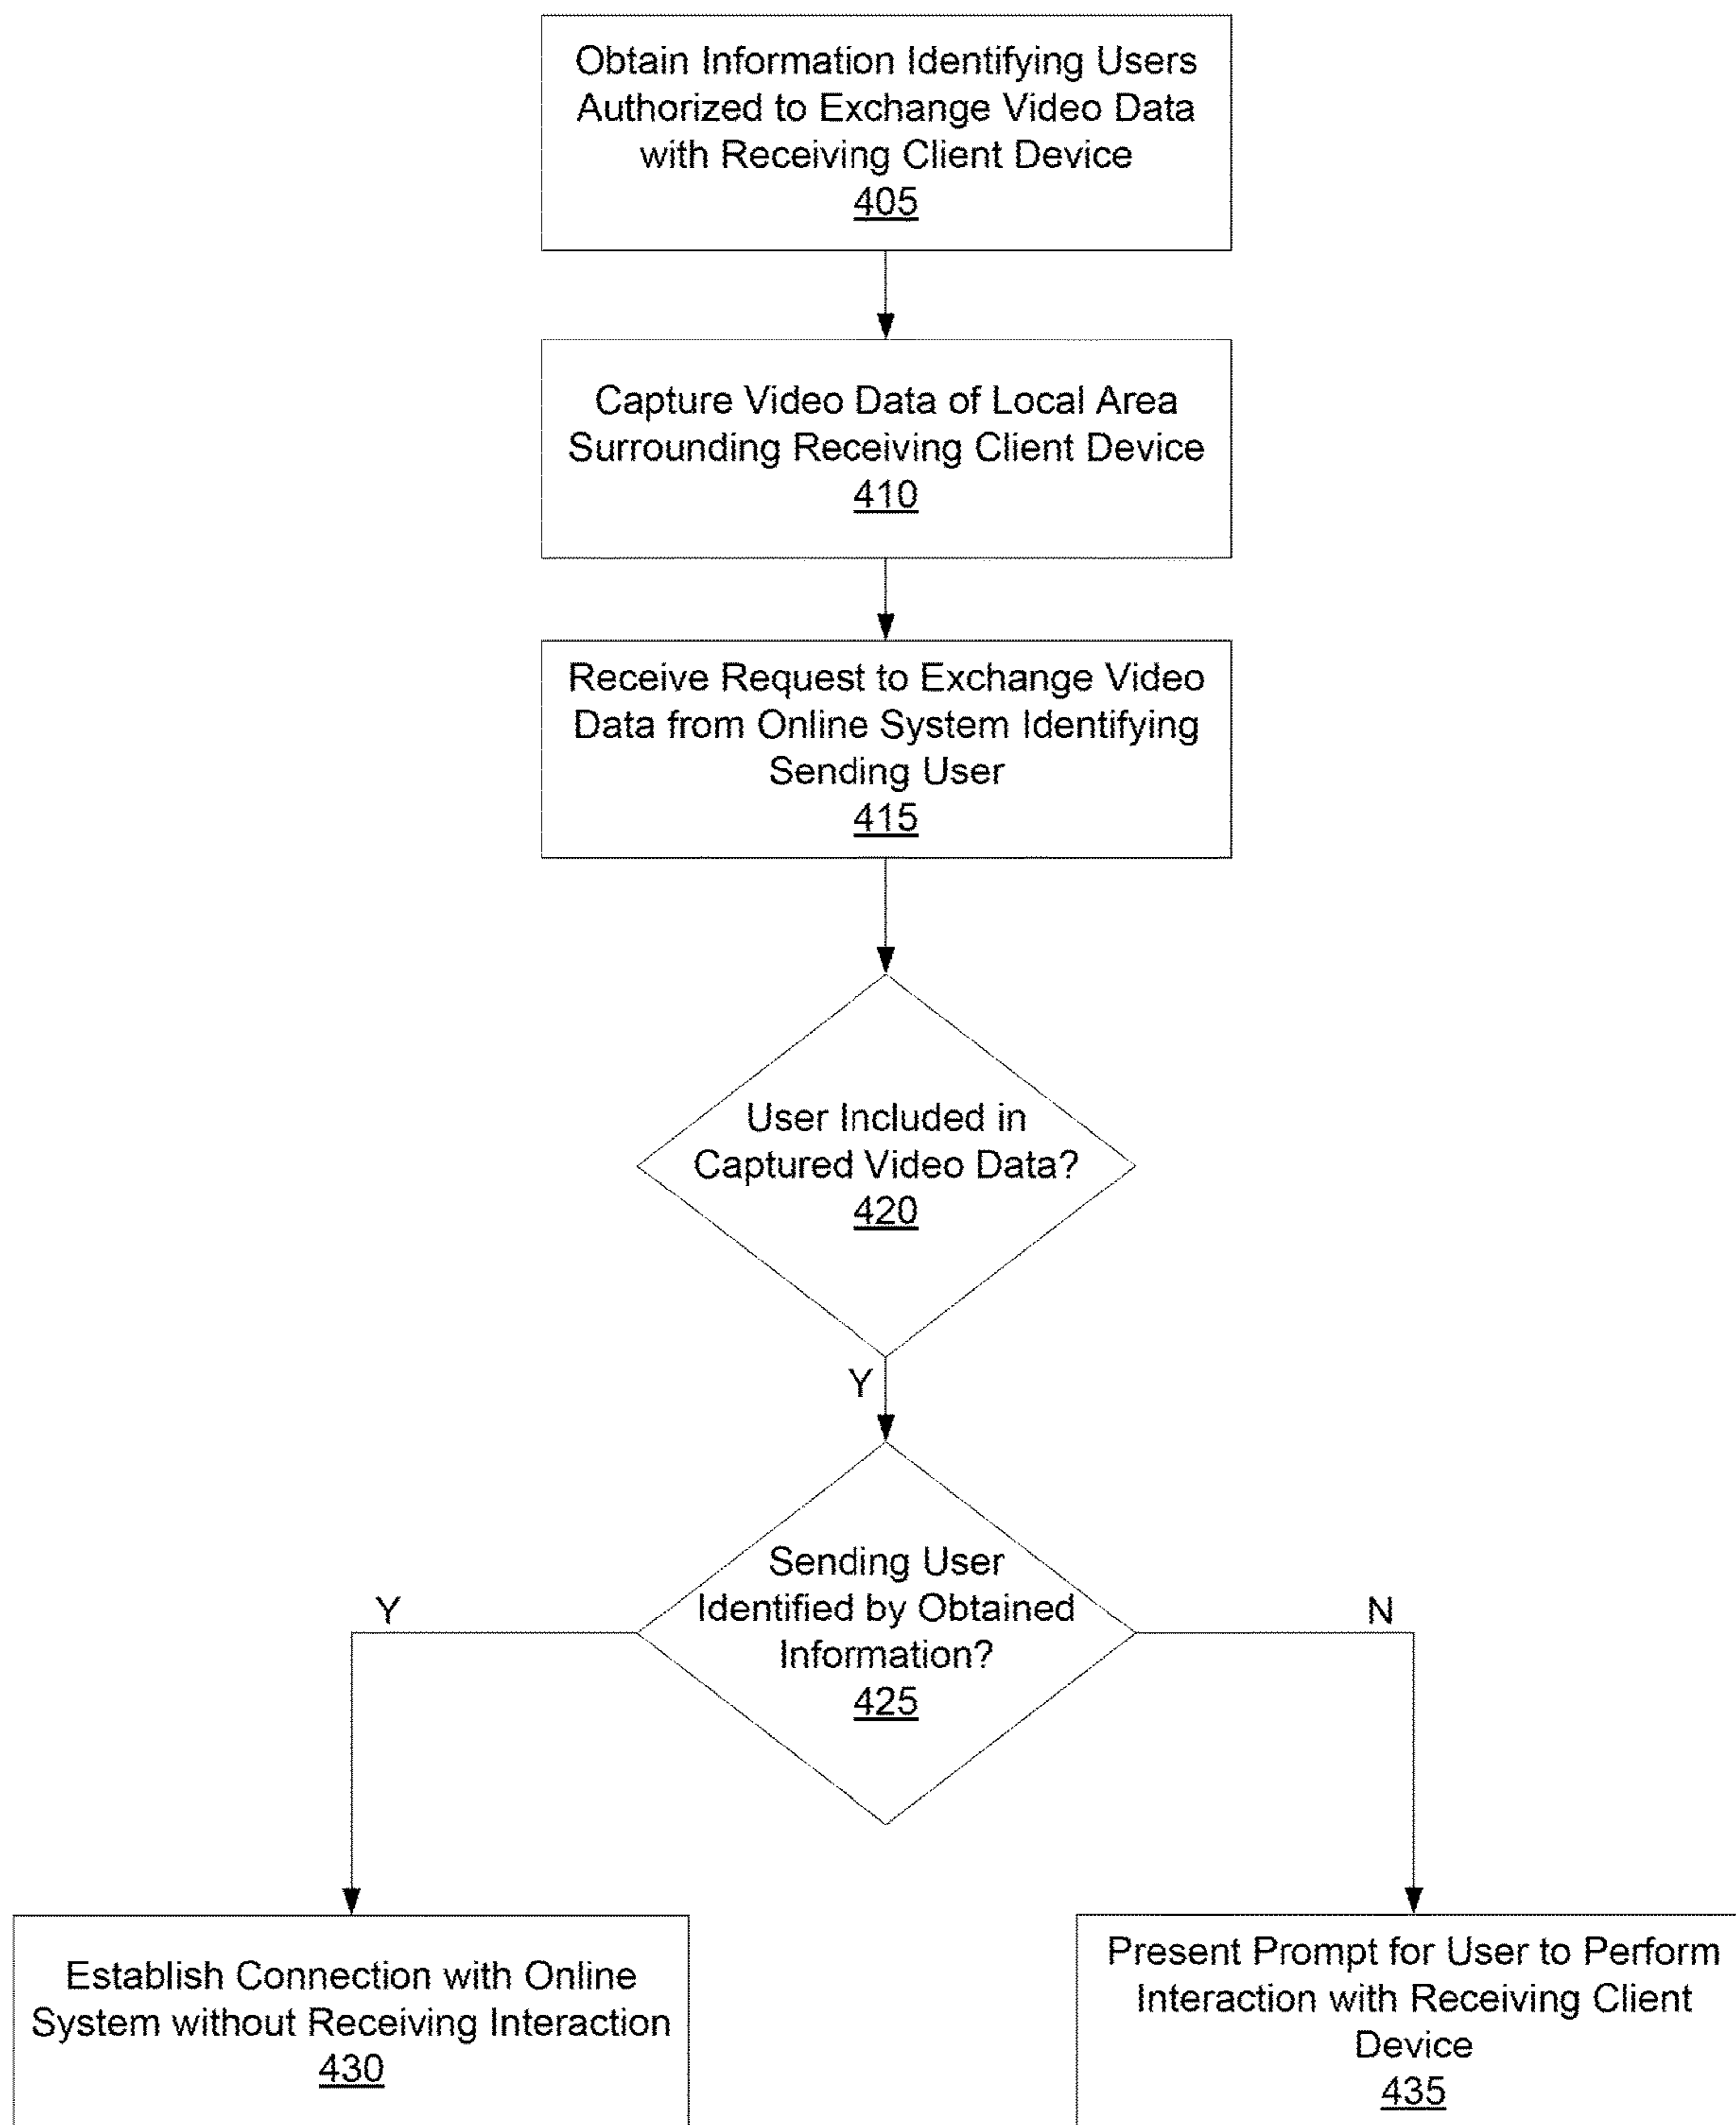 Obtain Information Identifying Users
Authorized to Exchange Video Data
with Receiving Client Device
405
Capture Video Data of Local Area
Surrounding Receiving Client Device
410
Receive Request to Exchange Video
Data from Online System Identifying
Sending User
415
User Included in
Captured Video Data?
420
Y
Sending User
Identified by Obtained
Information?
425
Y
N
Establish Connection with Online
System without Receiving Interaction
430
Present Prompt for User to Perform
Interaction with Receiving Client
Device
435